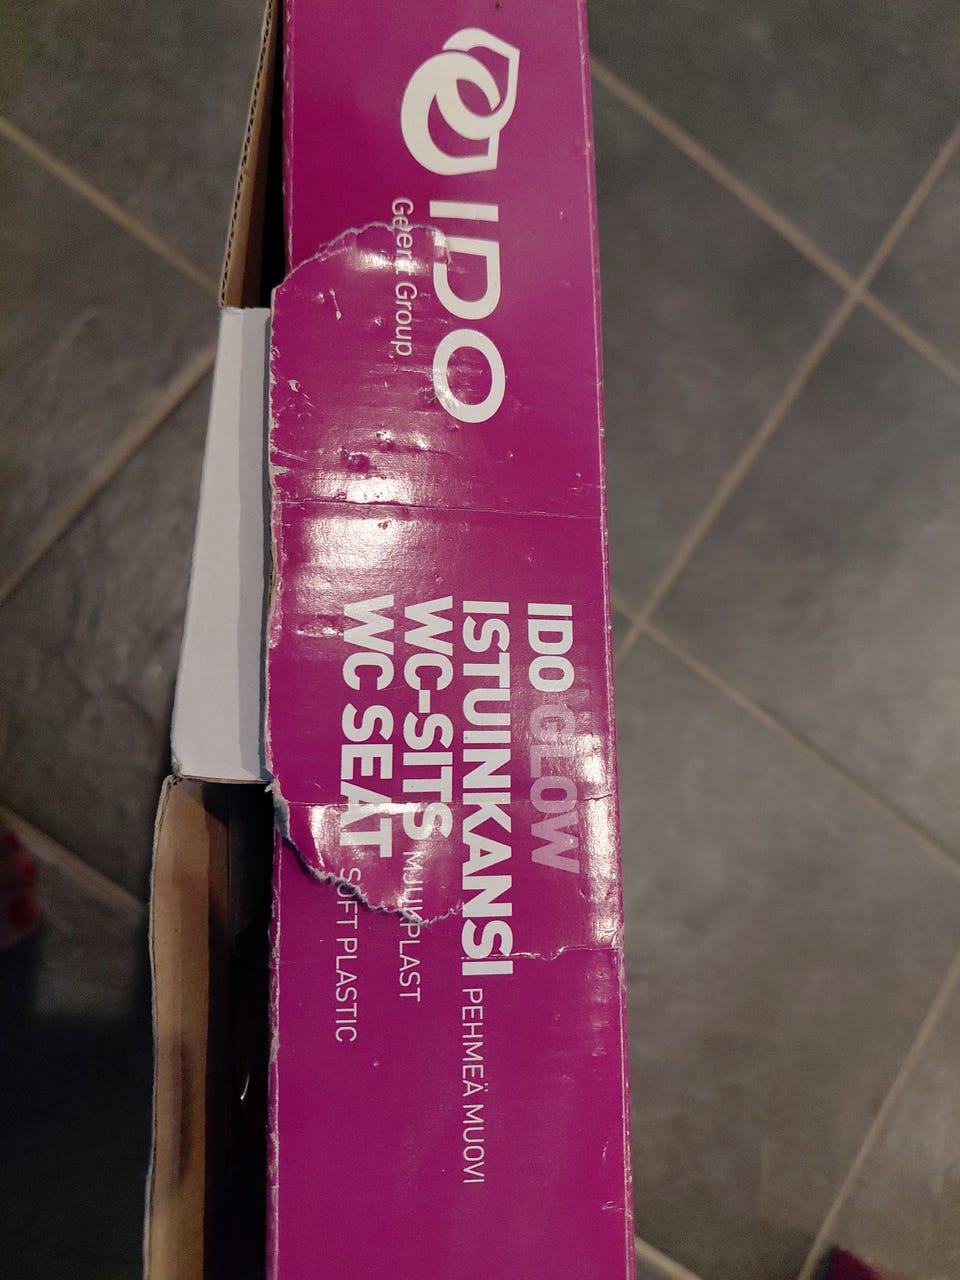 IDO
Geberit Group
IDO GLOW
ISTUINKANSI PEHMEÄ MUOVI
WC-SITS MJUKPLAST
WC SEAT SOFT PLASTIC